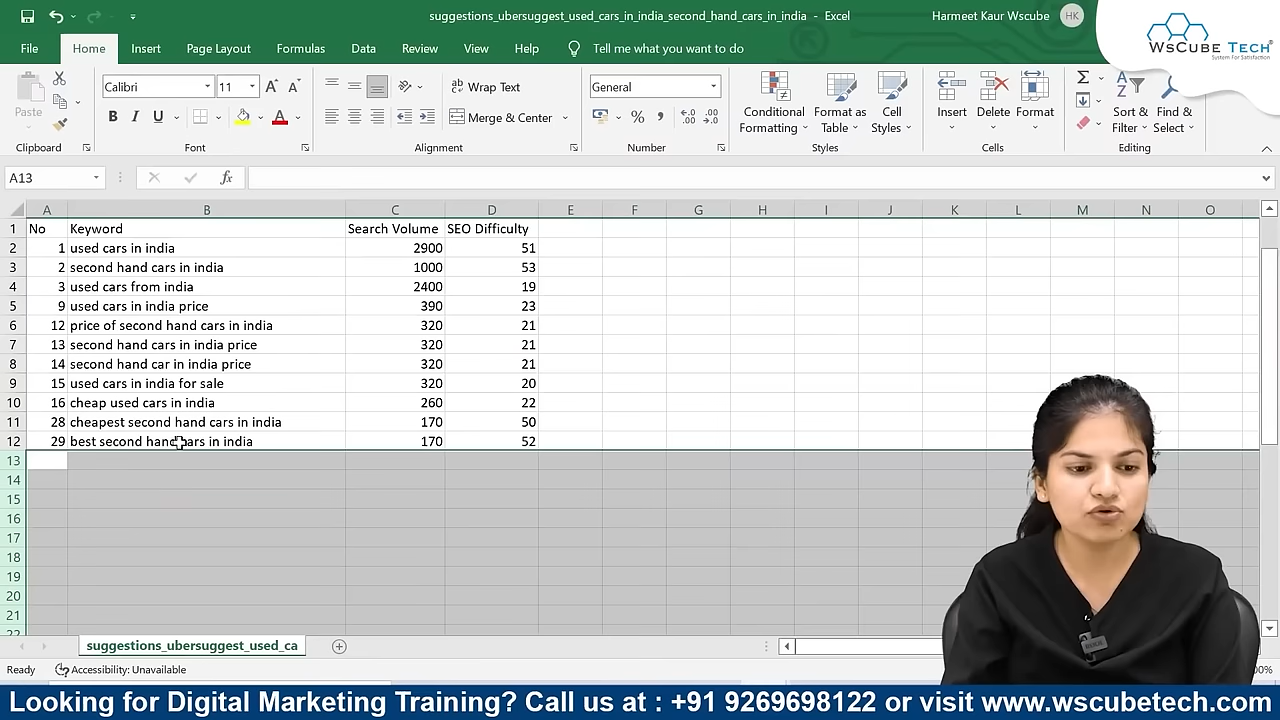 suggestions_ubersuggest_used_cars_in_india_second_hand_cars_in_india - Excel
Harmeet Kaur Wscube HK
WsCube TECH®
System For Satisfaction
File Home Insert Page Layout Formulas Data Review View Help Tell me what you want to do
Calibri 11 A A Wrap Text General
Paste B I U A Merge & Center % Conditional Formatting Format as Table Cell Styles Insert Delete Format Σ Sort & Filter Find & Select
Clipboard Font Alignment Number Styles Cells Editing
A13 fx
A B C D E F G H I J K L M N O
1 No Keyword Search Volume SEO Difficulty
2 1 used cars in india 2900 51
3 2 second hand cars in india 1000 53
4 3 used cars from india 2400 19
5 9 used cars in india price 390 23
6 12 price of second hand cars in india 320 21
7 13 second hand cars in india price 320 21
8 14 second hand car in india price 320 21
9 15 used cars in india for sale 320 20
10 16 cheap used cars in india 260 22
11 28 cheapest second hand cars in india 170 50
12 29 best second hand cars in india 170 52
13
14
15
16
17
18
19
20
21
22
suggestions_ubersuggest_used_ca
Ready Accessibility: Unavailable
Looking for Digital Marketing Training? Call us at : +91 9269698122 or visit www.wscubetech.com